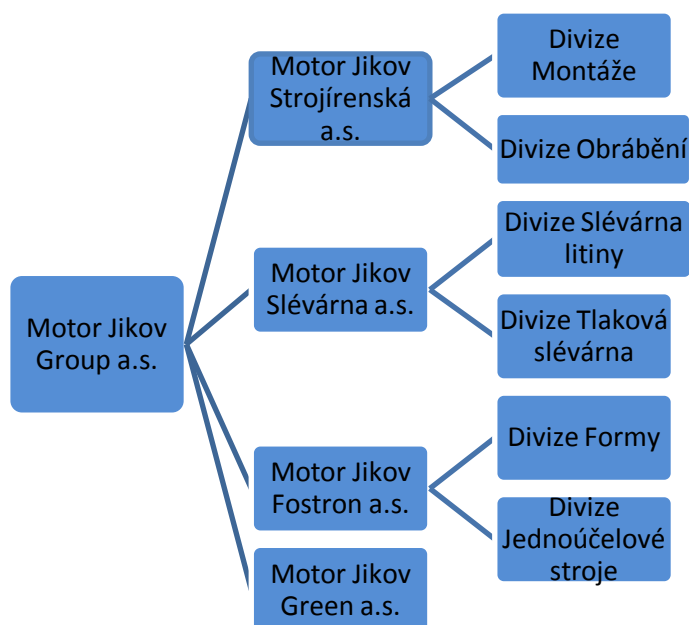 Motor Jikov
Group a.s.
Motor Jikov
Strojírenská
a.s.
Divize
Montáže
Divize Obrábění
Motor Jikov
Slévárna a.s.
Divize Slévárna
litiny
Divize Tlaková
slévárna
Motor Jikov
Fostron a.s.
Divize Formy
Divize
Jednoúčelové
stroje
Motor Jikov
Green a.s.